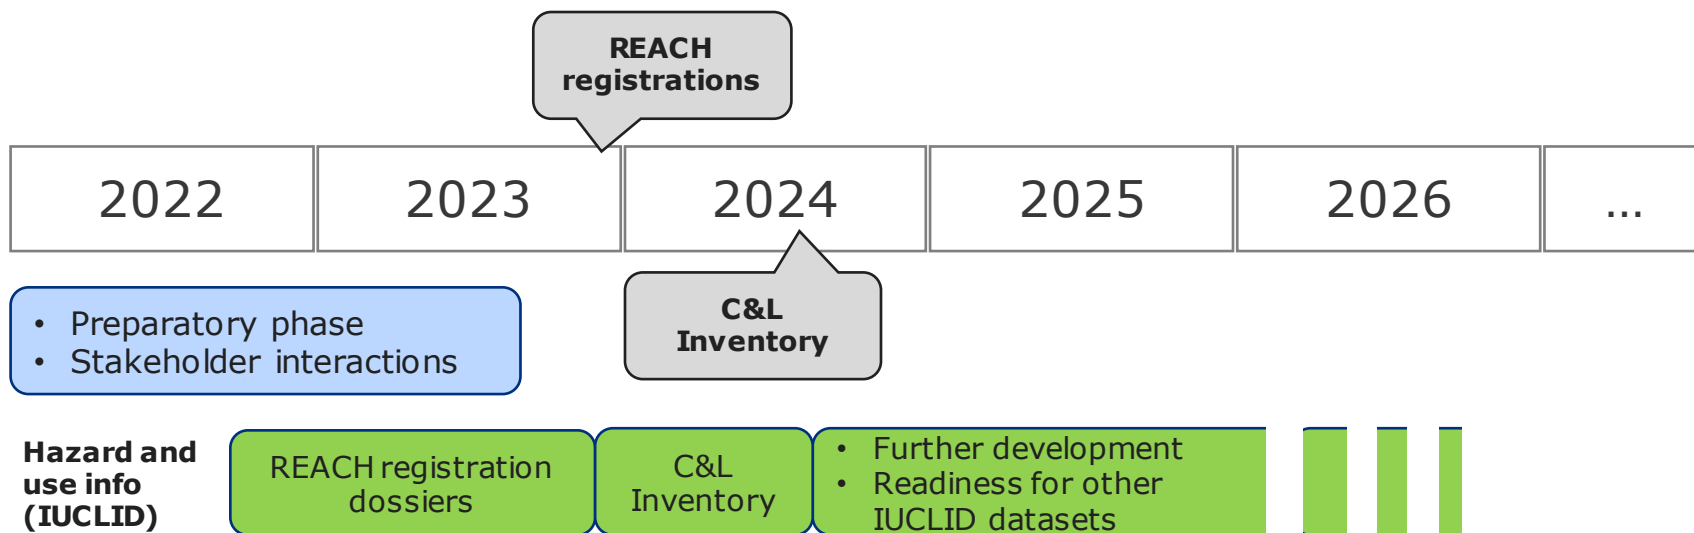 REACH
registrations
2022 2023 2024 2025 2026 ...
C&L
Inventory
• Preparatory phase
• Stakeholder interactions
Hazard and
use info
(IUCLID)
REACH registration
dossiers
C&L
Inventory
• Further development
• Readiness for other
IUCLID datasets